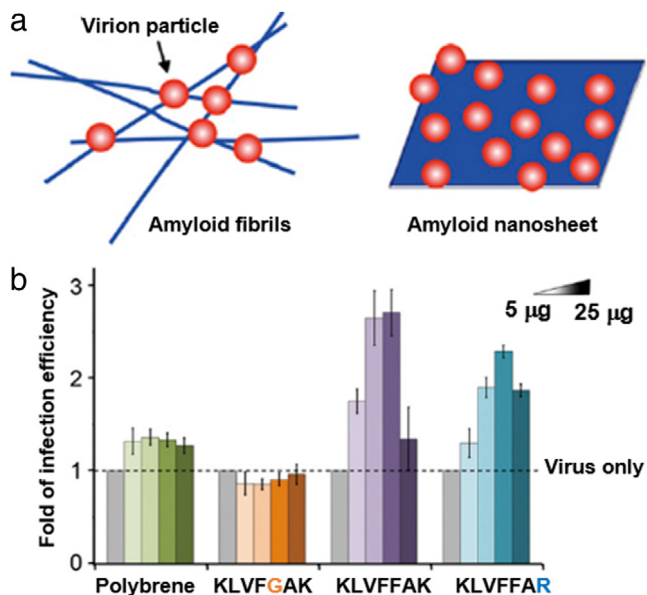 a
Virion particle
Amyloid fibrils
Amyloid nanosheet
b
Fold of infection efficiency
3
2
1
0
5 μg
25 μg
Virus only
Polybrene
KLVFGAK
KLVFFAK
KLVFFAR